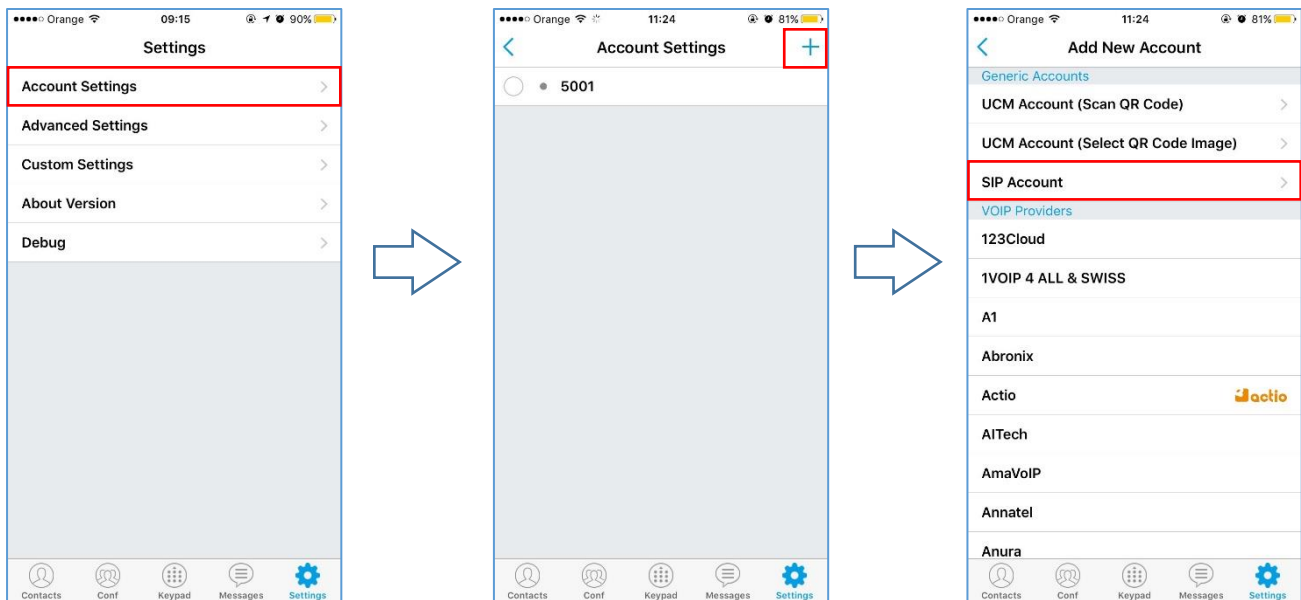 Orange 09:15 90%
Settings
Account Settings
Advanced Settings
Custom Settings
About Version
Debug
Contacts Conf Keypad Messages Settings
Orange 11:24 81%
Account Settings
5001
Contacts Conf Keypad Messages Settings
Orange 11:24 81%
Add New Account
Generic Accounts
UCM Account (Scan QR Code)
UCM Account (Select QR Code Image)
SIP Account
VOIP Providers
123Cloud
1VOIP 4 ALL & SWISS
A1
Abronix
Actio actio
AITech
AmaVoIP
Annatel
Anura
Contacts Conf Keypad Messages Settings